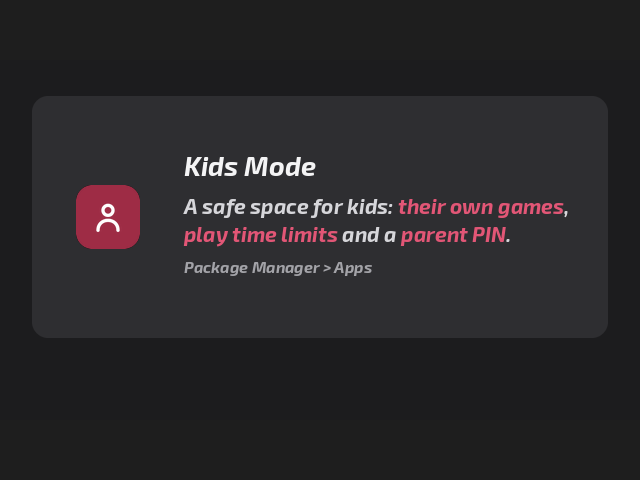 Kids Mode
A safe space for kids: their own games,
play time limits and a parent PIN.
Package Manager > Apps